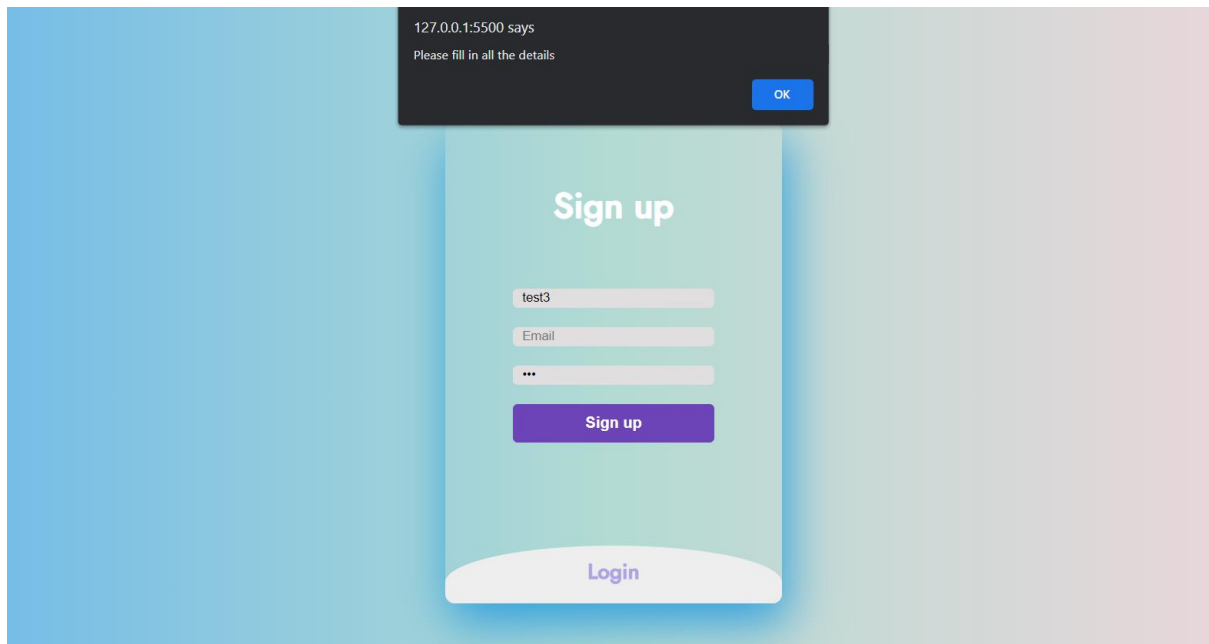 127.0.0.1:5500 says
Please fill in all the details
OK
Sign up
test3
Email
•••
Sign up
Login